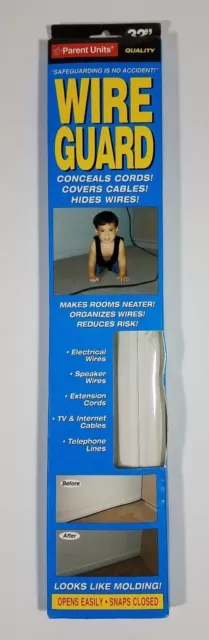 32"
Parent Units®
QUALITY
"SAFEGUARDING IS NO ACCIDENT!"
WIRE
GUARD
CONCEALS CORDS!
COVERS CABLES!
HIDES WIRES!
MAKES ROOMS NEATER!
ORGANIZES WIRES!
REDUCES RISK!
• Electrical
Wires
• Speaker
Wires
• Extension
Cords
• TV & Internet
Cables
• Telephone
Lines
Before
After
LOOKS LIKE MOLDING!
OPENS EASILY • SNAPS CLOSED